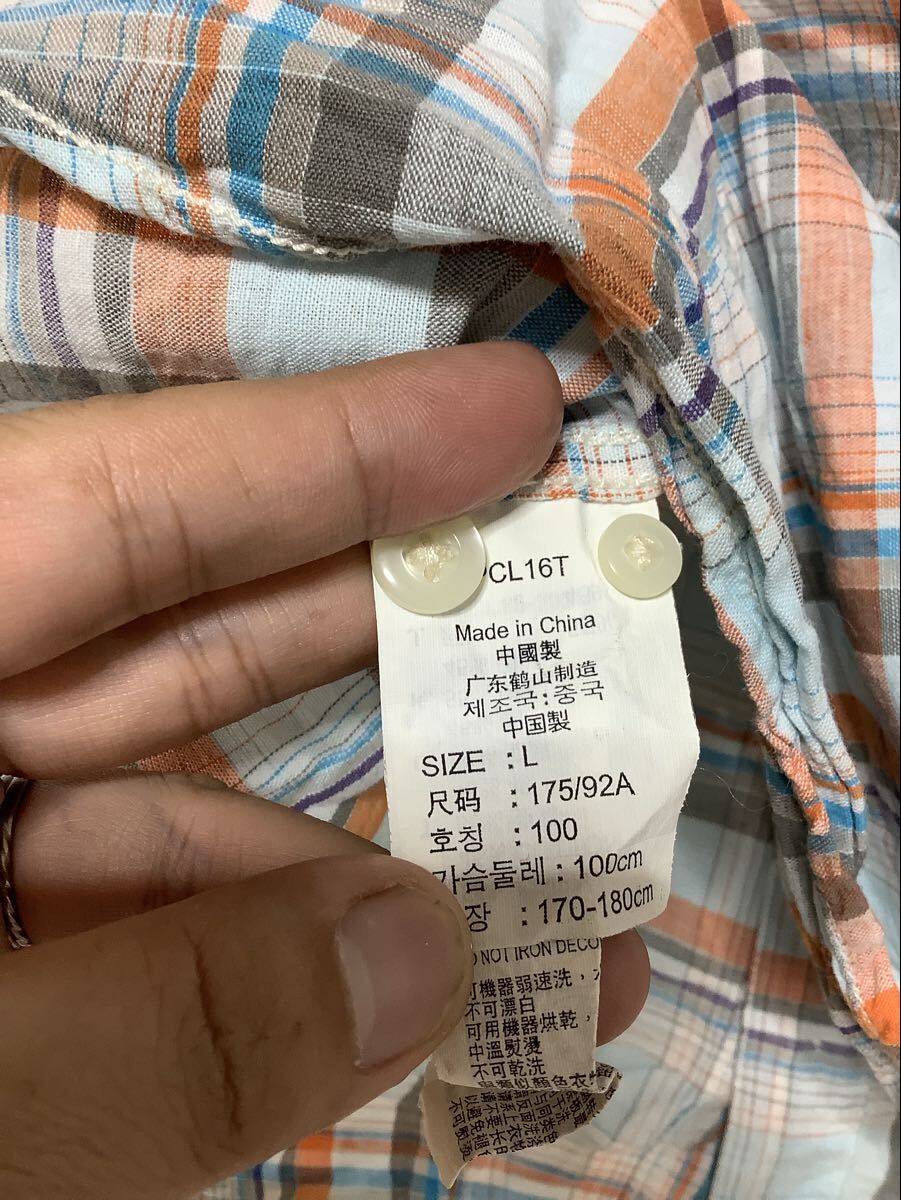 CL16T
Made in China
中國製
广东鹤山制造
제조국:중국
中国製
SIZE : L
尺码 : 175/92A
호칭 : 100
가슴둘레 : 100cm
장 : 170-180cm
NOT IRON DECO
機器弱速洗，
不可漂白
可用機器烘乾，
中溫熨燙
不可乾洗